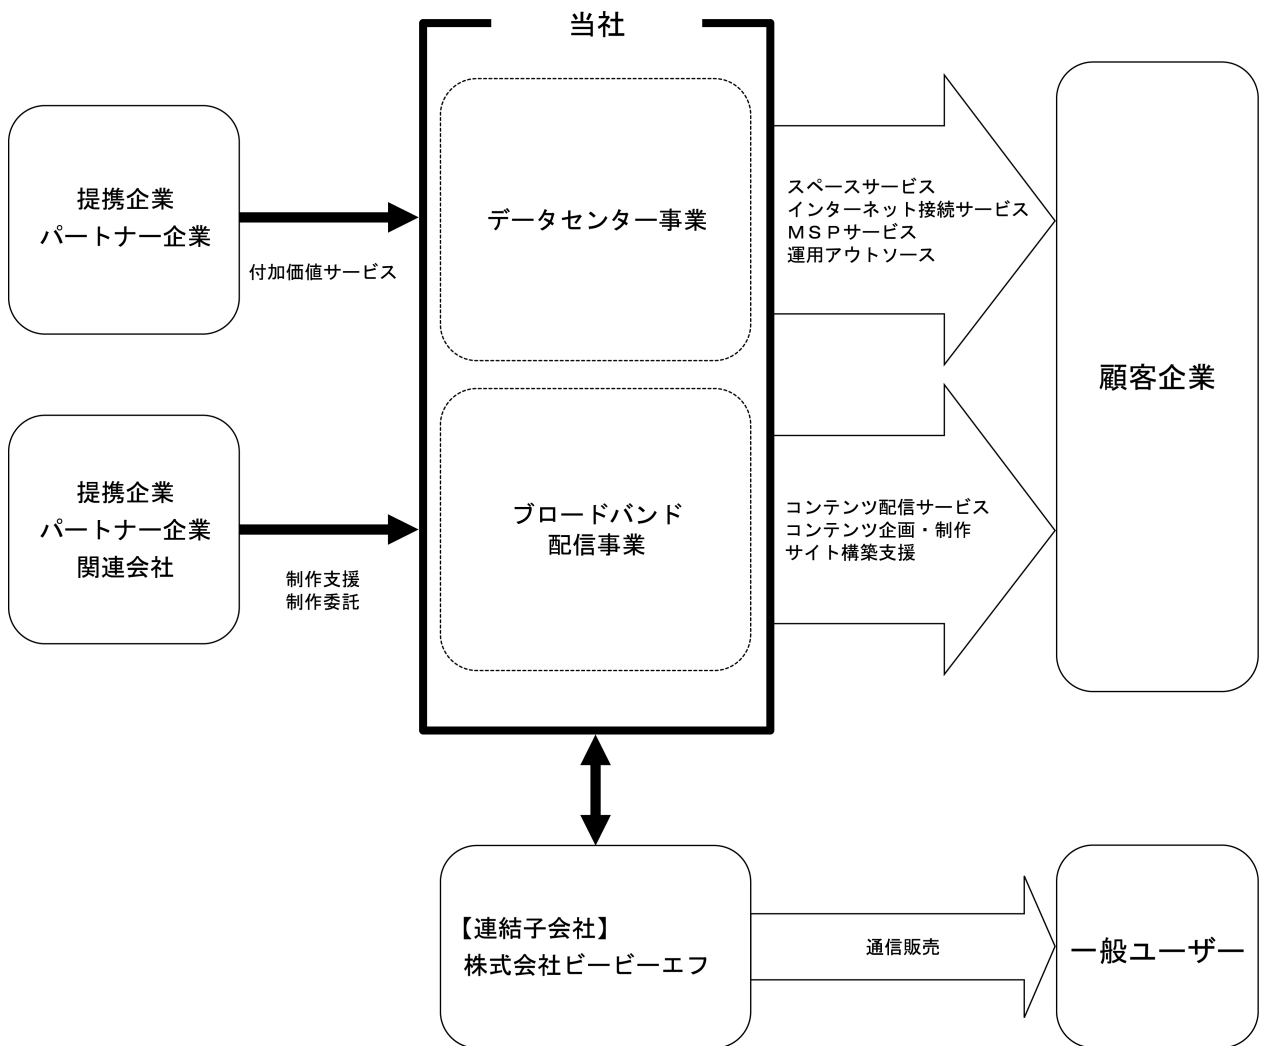 当社
提携企業
パートナー企業
付加価値サービス
データセンター事業
スペースサービス
インターネット接続サービス
ＭＳＰサービス
運用アウトソース
顧客企業
提携企業
パートナー企業
関連会社
制作支援
制作委託
ブロードバンド
配信事業
コンテンツ配信サービス
コンテンツ企画・制作
サイト構築支援
【連結子会社】
株式会社ビービーエフ
通信販売
一般ユーザー